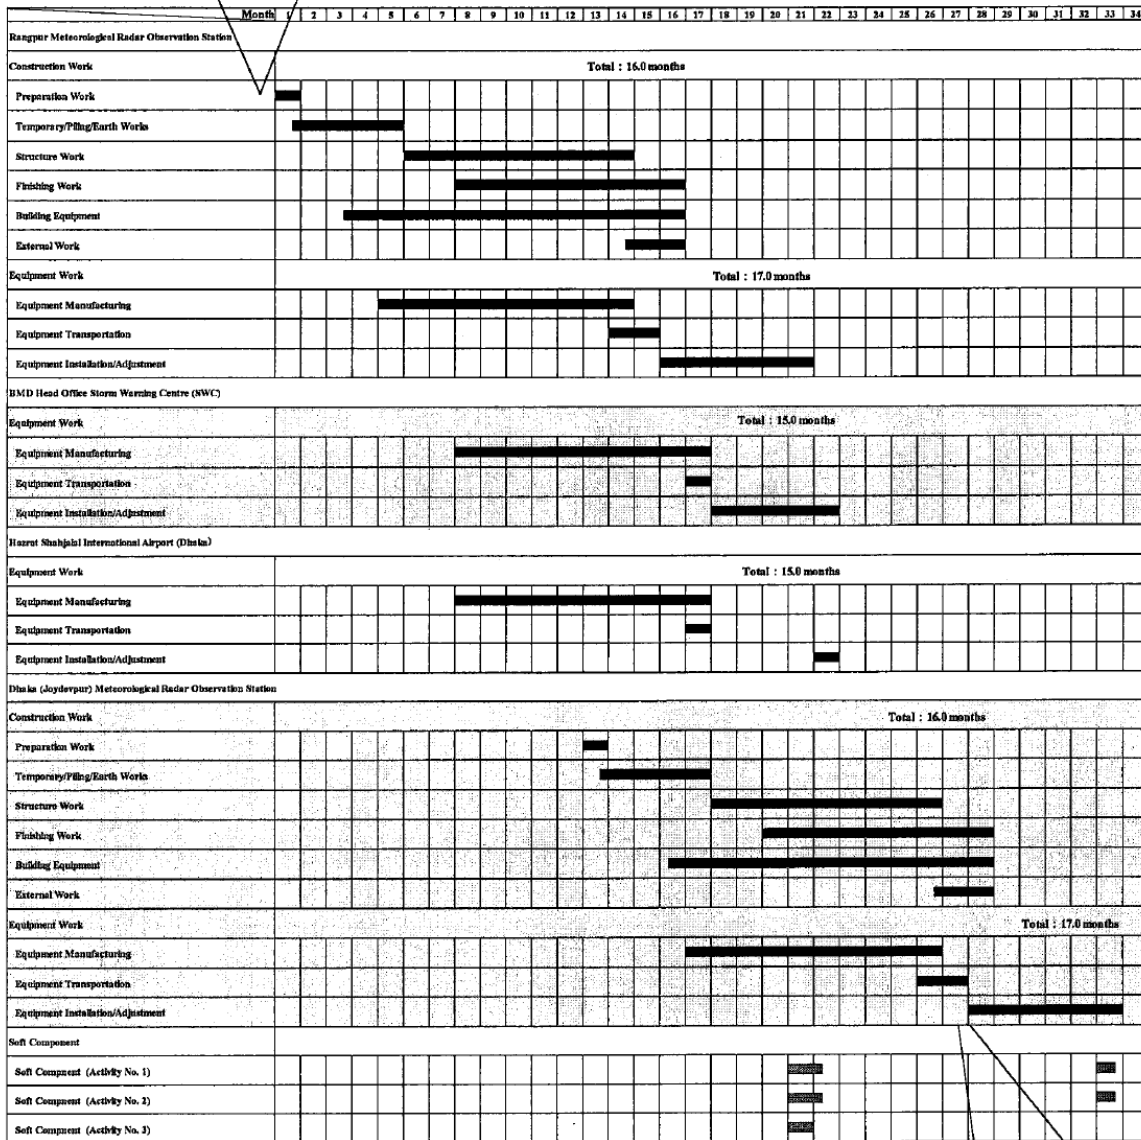 Month 1 2 3 4 5 6 7 8 9 10 11 12 13 14 15 16 17 18 19 20 21 22 23 24 25 26 27 28 29 30 31 32 33 34
Rangpur Meteorological Radar Observation Station
Construction Work Total : 16.0 months
Preparation Work
Temporary/Piling/Earth Works
Structure Work
Finishing Work
Building Equipment
External Work
Equipment Work Total : 17.0 months
Equipment Manufacturing
Equipment Transportation
Equipment Installation/Adjustment
BMD Head Office Storm Warning Centre (SWC)
Equipment Work Total : 15.0 months
Equipment Manufacturing
Equipment Transportation
Equipment Installation/Adjustment
Hazrat Shahjalal International Airport (Dhaka)
Equipment Work Total : 15.0 months
Equipment Manufacturing
Equipment Transportation
Equipment Installation/Adjustment
Dhaka (Joydevpur) Meteorological Radar Observation Station
Construction Work Total : 16.0 months
Preparation Work
Temporary/Piling/Earth Works
Structure Work
Finishing Work
Building Equipment
External Work
Equipment Work Total : 17.0 months
Equipment Manufacturing
Equipment Transportation
Equipment Installation/Adjustment
Soft Component
Soft Compnent (Activity No. 1)
Soft Compnent (Activity No. 2)
Soft Compnent (Activity No. 3)